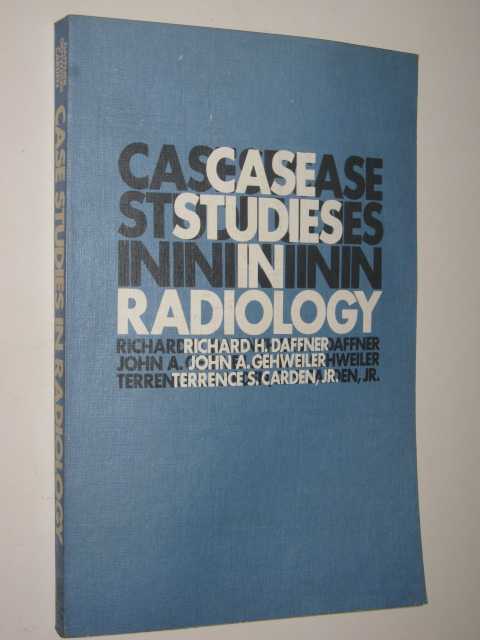 CASE STUDIES IN RADIOLOGY
CASE
STUDIES
IN
RADIOLOGY
RICHARD H. DAFFNER
JOHN A. GEHWEILER
TERRENCE S. CARDEN, JR.